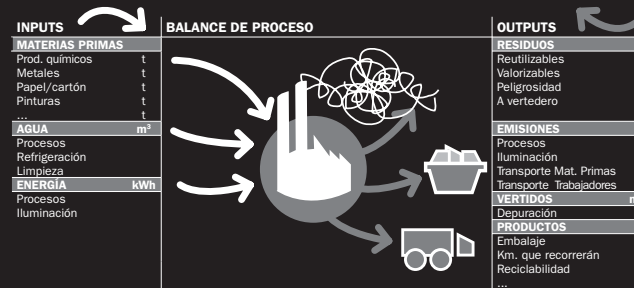 INPUTS
MATERIAS PRIMAS
Prod. químicos t
Metales t
Papel/cartón t
Pinturas t
... t
AGUA m³
Procesos
Refrigeración
Limpieza
ENERGÍA kWh
Procesos
Iluminación
BALANCE DE PROCESO
OUTPUTS
RESIDUOS
Reutilizables
Valorizables
Peligrosidad
A vertedero
EMISIONES
Procesos
Iluminación
Transporte Mat. Primas
Transporte Trabajadores
VERTIDOS
Depuración
PRODUCTOS
Embalaje
Km. que recorrerán
Reciclabilidad
...